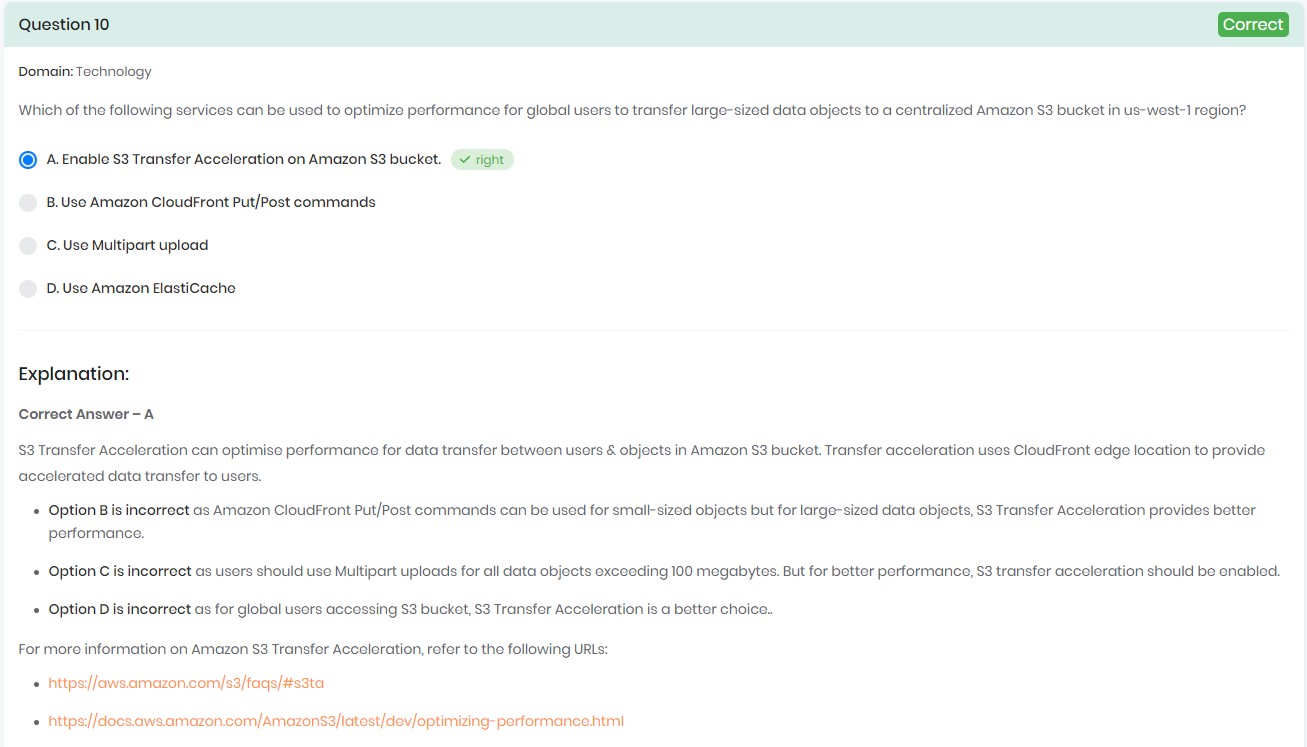 Question 10
Correct
Domain: Technology
Which of the following services can be used to optimize performance for global users to transfer large-sized data objects to a centralized Amazon S3 bucket in us-west-1 region?
A. Enable S3 Transfer Acceleration on Amazon S3 bucket. ✓ right
B. Use Amazon CloudFront Put/Post commands
C. Use Multipart upload
D. Use Amazon ElastiCache
Explanation:
Correct Answer – A
S3 Transfer Acceleration can optimise performance for data transfer between users & objects in Amazon S3 bucket. Transfer acceleration uses CloudFront edge location to provide
accelerated data transfer to users.
• Option B is incorrect as Amazon CloudFront Put/Post commands can be used for small-sized objects but for large-sized data objects, S3 Transfer Acceleration provides better
performance.
• Option C is incorrect as users should use Multipart uploads for all data objects exceeding 100 megabytes. But for better performance, S3 transfer acceleration should be enabled.
• Option D is incorrect as for global users accessing S3 bucket, S3 Transfer Acceleration is a better choice..
For more information on Amazon S3 Transfer Acceleration, refer to the following URLs:
• https://aws.amazon.com/s3/faqs/#s3ta
• https://docs.aws.amazon.com/AmazonS3/latest/dev/optimizing-performance.html